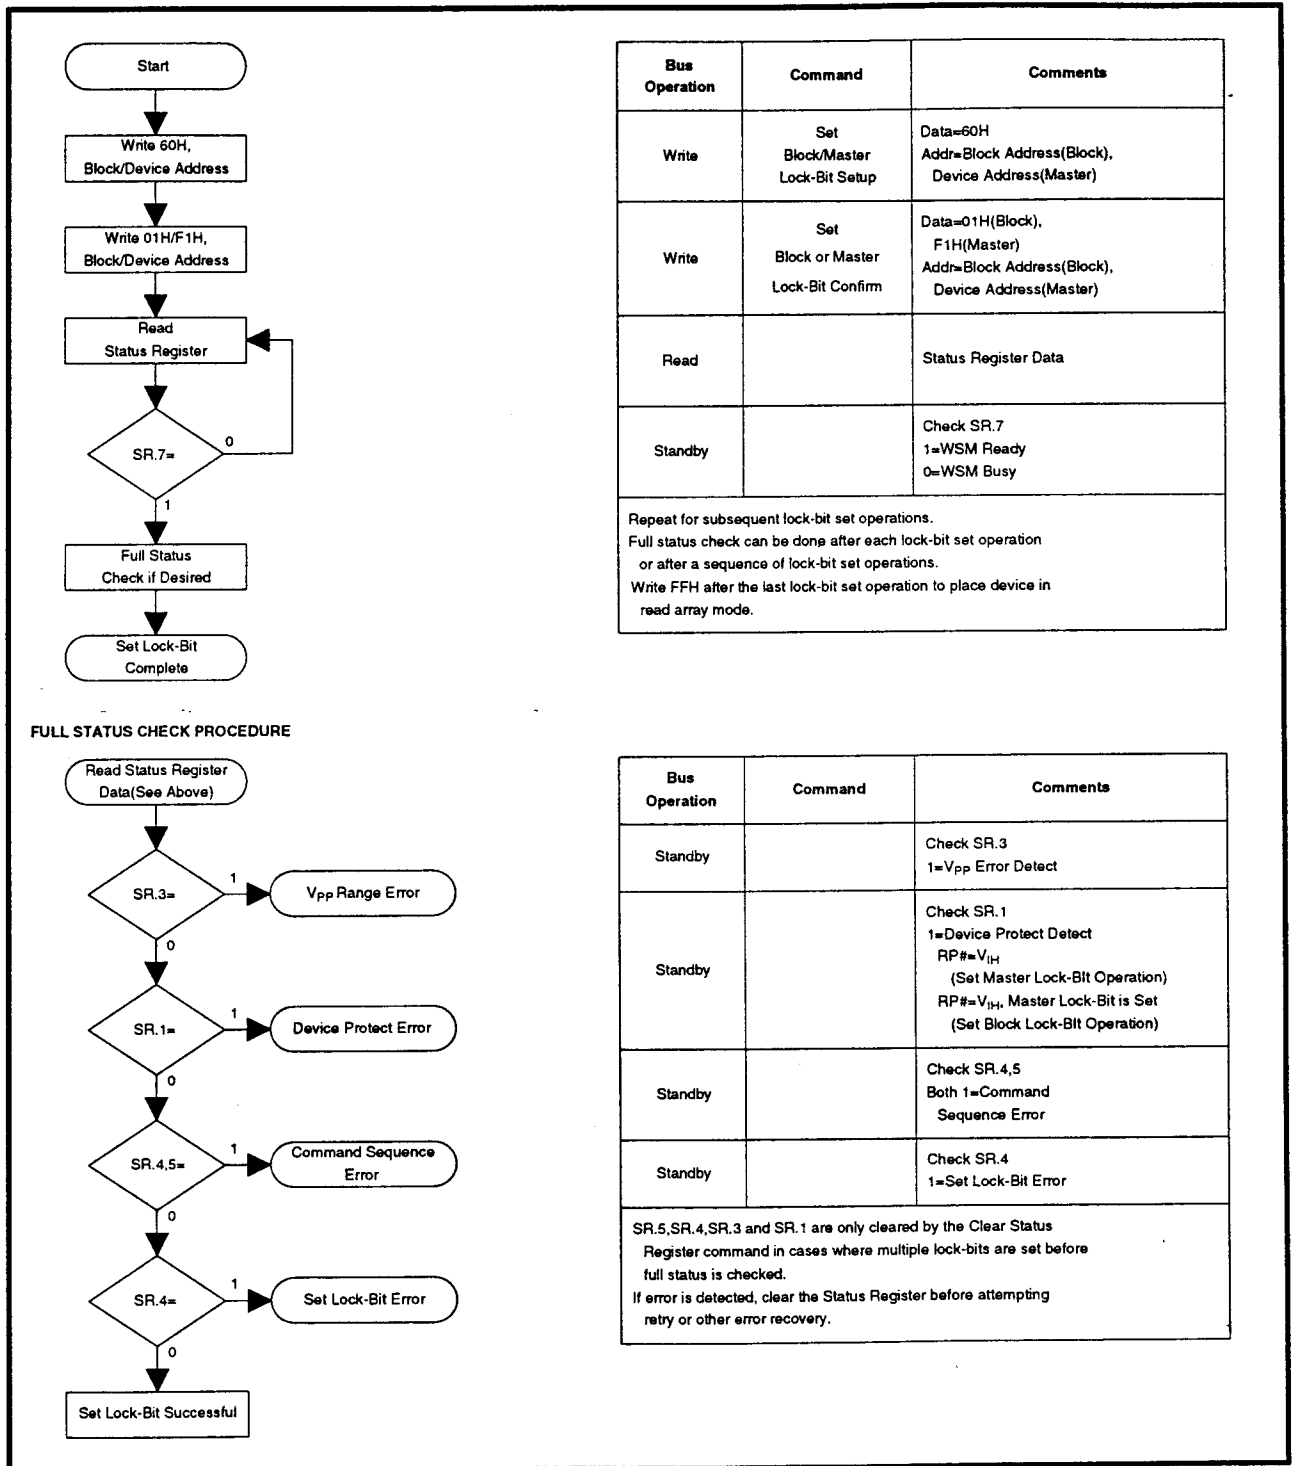 Start
Write 60H,
Block/Device Address
Write 01H/F1H,
Block/Device Address
Read
Status Register
SR.7=
0
1
Full Status
Check if Desired
Set Lock-Bit
Complete
Bus
Operation
Command
Comments
Write
Set
Block/Master
Lock-Bit Setup
Data=60H
Addr=Block Address(Block),
Device Address(Master)
Write
Set
Block or Master
Lock-Bit Confirm
Data=01H(Block),
F1H(Master)
Addr=Block Address(Block),
Device Address(Master)
Read
Status Register Data
Standby
Check SR.7
1=WSM Ready
0=WSM Busy
Repeat for subsequent lock-bit set operations.
Full status check can be done after each lock-bit set operation
or after a sequence of lock-bit set operations.
Write FFH after the last lock-bit set operation to place device in
read array mode.
FULL STATUS CHECK PROCEDURE
Read Status Register
Data(See Above)
SR.3=
1
VPP Range Error
0
SR.1=
1
Device Protect Error
0
SR.4,5=
1
Command Sequence
Error
0
SR.4=
1
Set Lock-Bit Error
0
Set Lock-Bit Successful
Bus
Operation
Command
Comments
Standby
Check SR.3
1=VPP Error Detect
Standby
Check SR.1
1=Device Protect Detect
RP#=VIH
(Set Master Lock-Bit Operation)
RP#=VIH, Master Lock-Bit is Set
(Set Block Lock-Bit Operation)
Standby
Check SR.4,5
Both 1=Command
Sequence Error
Standby
Check SR.4
1=Set Lock-Bit Error
SR.5,SR.4,SR.3 and SR.1 are only cleared by the Clear Status
Register command in cases where multiple lock-bits are set before
full status is checked.
If error is detected, clear the Status Register before attempting
retry or other error recovery.